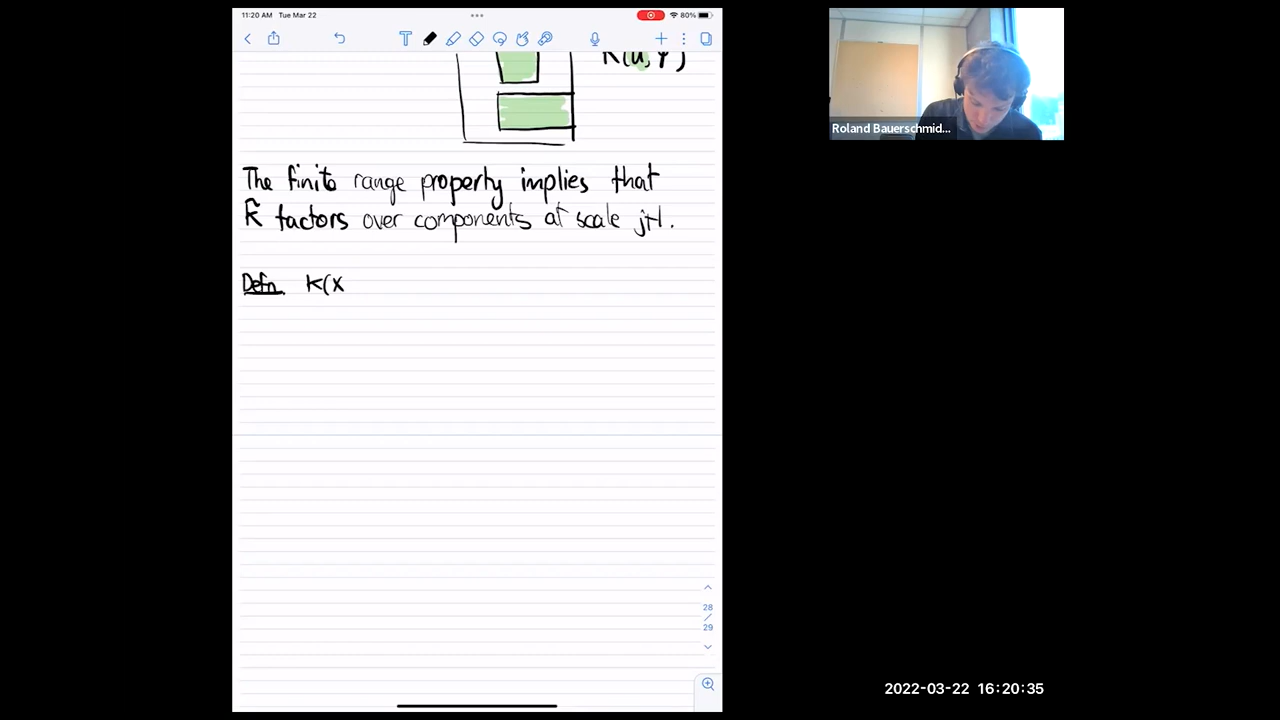 11:20 AM Tue Mar 22
80%
K(U, φ)
The finite range property implies that
K̃ factors over components at scale j+1.
Defn. K(X
28
29
Roland Bauerschmid...
2022-03-22 16:20:35